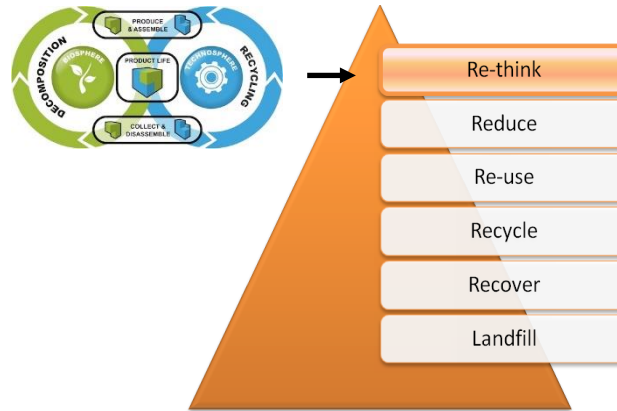 PRODUCE
& ASSEMBLE
DECOMPOSITION
BIOSPHERE
PRODUCT LIFE
TECHNOSPHERE
RECYCLING
COLLECT &
DISASSEMBLE
Re-think
Reduce
Re-use
Recycle
Recover
Landfill